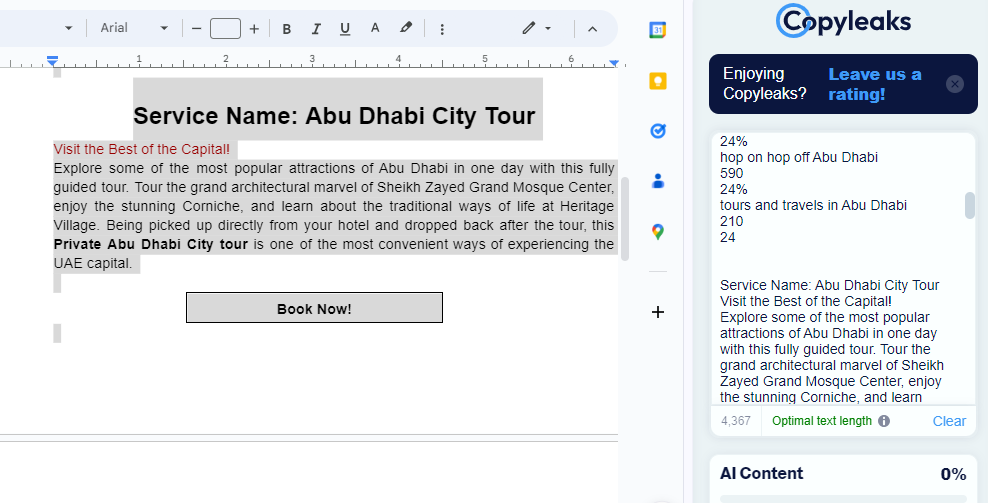 Arial
B I U A
1 2 3 4 5 6
Service Name: Abu Dhabi City Tour
Visit the Best of the Capital!
Explore some of the most popular attractions of Abu Dhabi in one day with this fully
guided tour. Tour the grand architectural marvel of Sheikh Zayed Grand Mosque Center,
enjoy the stunning Corniche, and learn about the traditional ways of life at Heritage
Village. Being picked up directly from your hotel and dropped back after the tour, this
Private Abu Dhabi City tour is one of the most convenient ways of experiencing the
UAE capital.
Book Now!
31
Copyleaks
Enjoying
Copyleaks?
Leave us a
rating!
24%
hop on hop off Abu Dhabi
590
24%
tours and travels in Abu Dhabi
210
24
Service Name: Abu Dhabi City Tour
Visit the Best of the Capital!
Explore some of the most popular
attractions of Abu Dhabi in one day
with this fully guided tour. Tour the
grand architectural marvel of Sheikh
Zayed Grand Mosque Center, enjoy
the stunning Corniche, and learn
4,367
Optimal text length
Clear
AI Content
0%